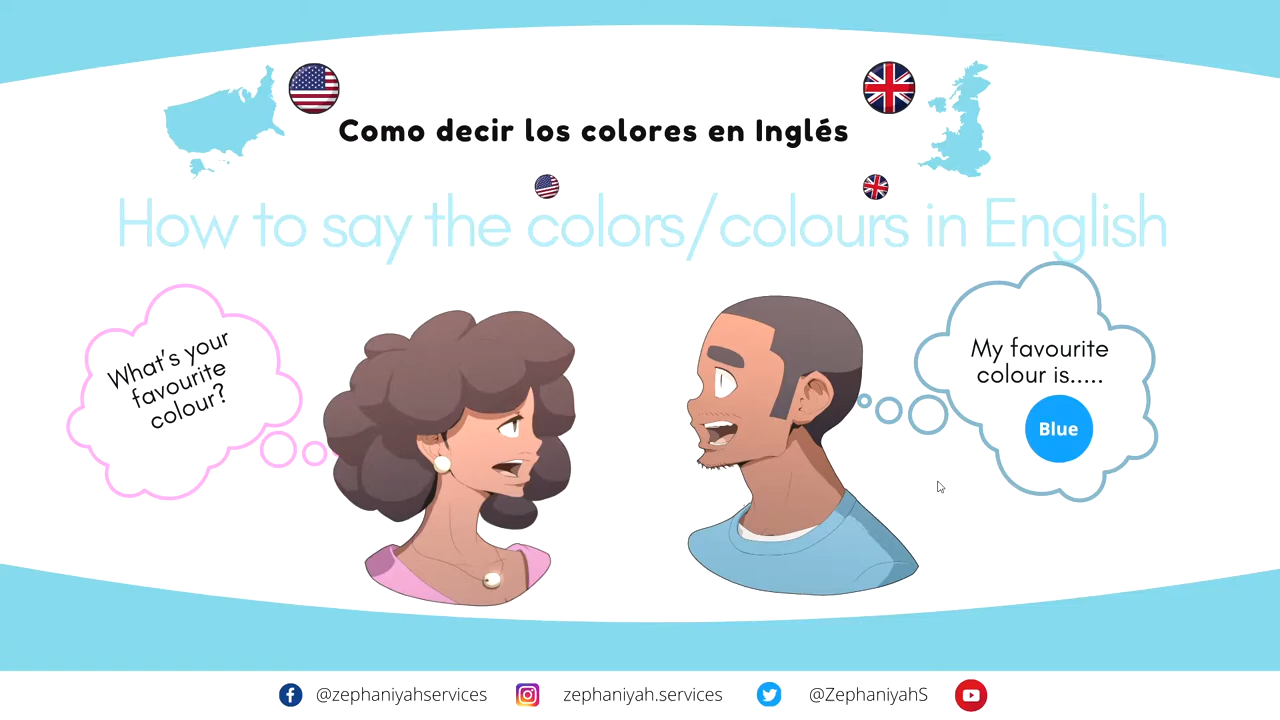 Como decir los colores en Inglés
How to say the colors/colours in English
What's your
favourite
colour?
My favourite
colour is.....
Blue
@zephaniyahservices
zephaniyah.services
@ZephaniyahS